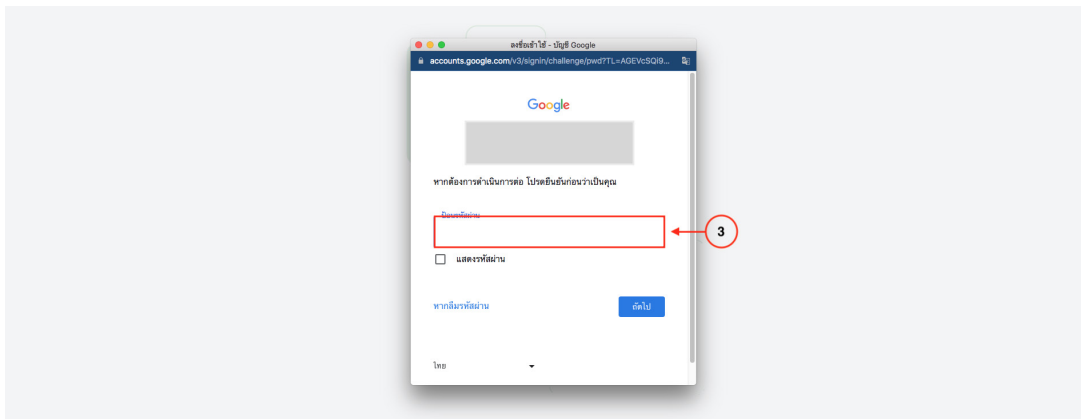 ลงชื่อเข้าใช้ - บัญชี Google
accounts.google.com/v3/signin/challenge/pwd?TL=AGEVcSQi9...
Google
หากต้องการดำเนินการต่อ โปรดยืนยันก่อนว่าเป็นคุณ
ป้อนรหัสผ่าน
3
แสดงรหัสผ่าน
หากลืมรหัสผ่าน
ถัดไป
ไทย